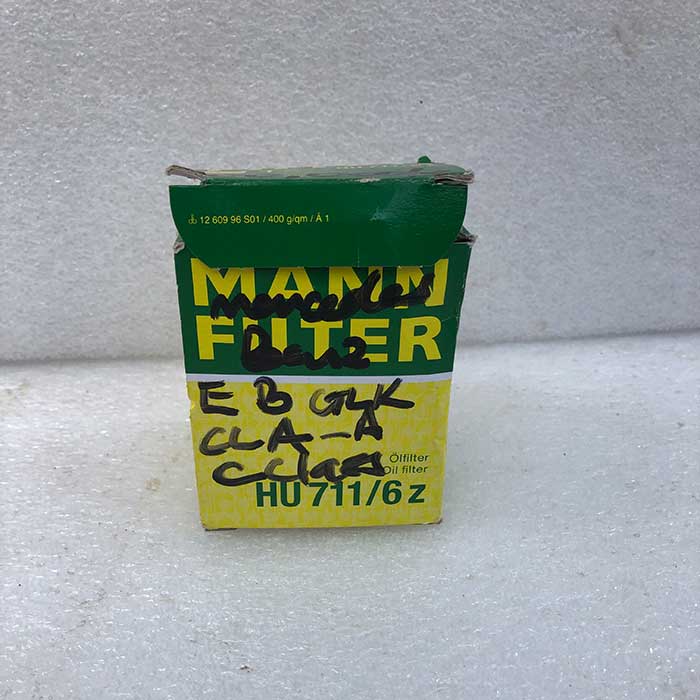 12 609 96 S01 / 400 g/qm / Á 1
MANN
mercedes
FILTER
Benz
E B GLK
CLA-A
C Class
Ölfilter
Oil filter
HU 711/6 z